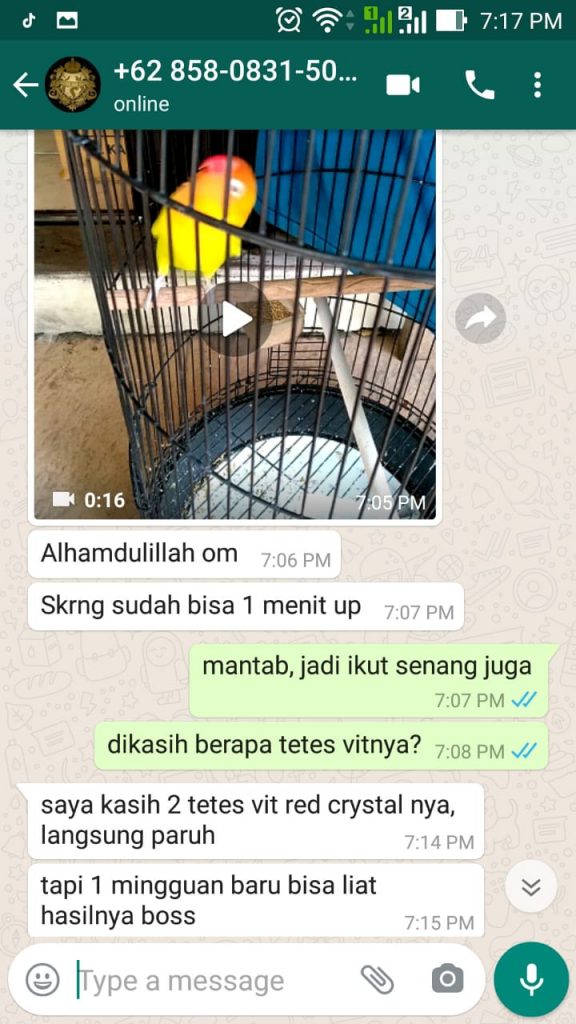 1
2
7:17 PM
+62 858-0831-50...
online
0:16
7:05 PM
Alhamdulillah om
7:06 PM
Skrng sudah bisa 1 menit up
7:07 PM
mantab, jadi ikut senang juga
7:07 PM
dikasih berapa tetes vitnya?
7:08 PM
saya kasih 2 tetes vit red crystal nya,
langsung paruh
7:14 PM
tapi 1 mingguan baru bisa liat
hasilnya boss
7:15 PM
Type a message